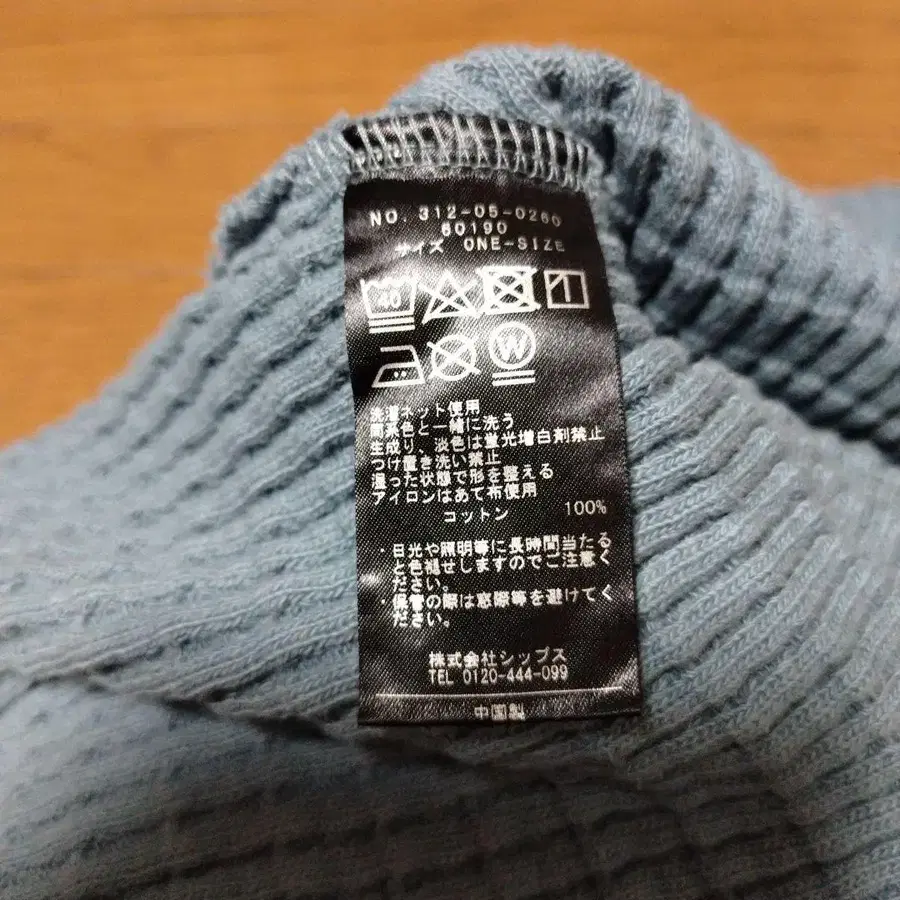 NO. 312-05-0260
60190
サイズ ONE-SIZE
40
W
洗濯ネット使用
同系色と一緒に洗う
生成り、淡色は蛍光増白剤禁止
つけ置き洗い禁止
湿った状態で形を整える
アイロンはあて布使用
コットン 100%
・日光や照明等に長時間当たる
と色褪せしますのでご注意く
ださい。
・保管の際は窓際等を避けてく
ださい。
株式会社シップス
TEL 0120-444-099
中国製